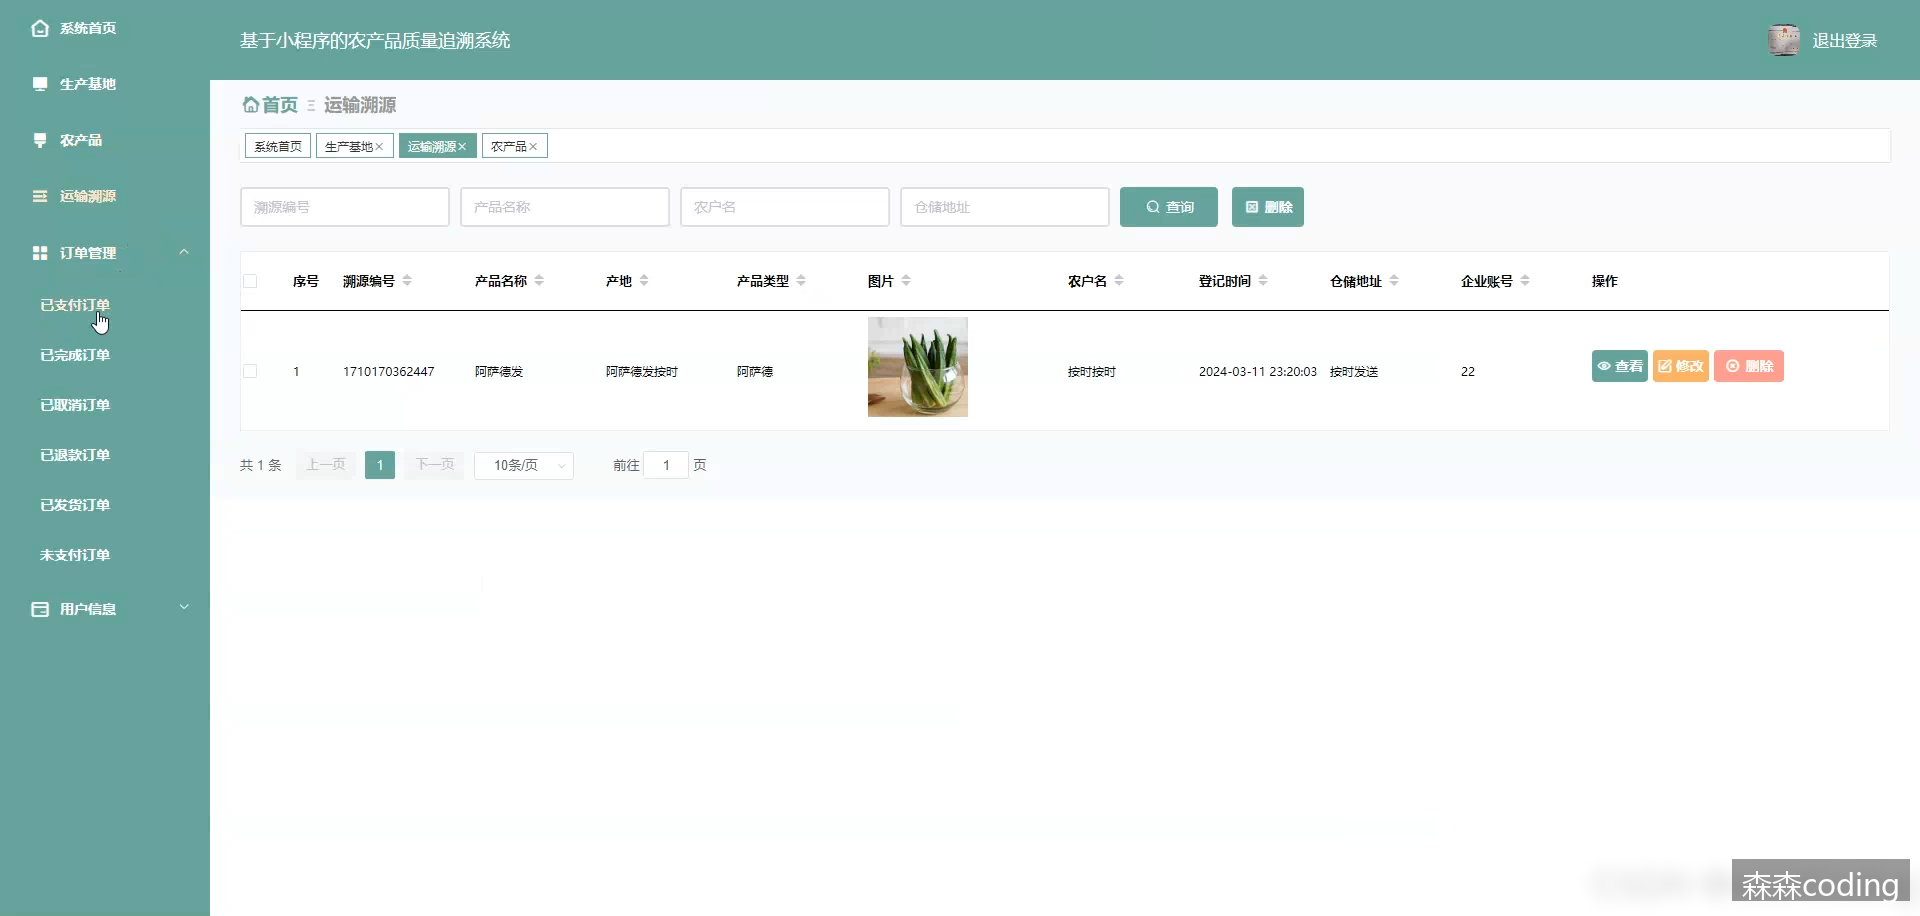 系统首页
生产基地
农产品
运输溯源
订单管理
已支付订单
已完成订单
已取消订单
已退款订单
已发货订单
未支付订单
用户信息
基于小程序的农产品质量追溯系统
退出登录
首页 运输溯源
系统首页 生产基地× 运输溯源× 农产品×
溯源编号 产品名称 农户名 仓储地址 查询 删除
序号 溯源编号 产品名称 产地 产品类型 图片 农户名 登记时间 仓储地址 企业账号 操作
1 1710170362447 阿萨德发 阿萨德发按时 阿萨德 按时按时 2024-03-11 23:20:03 按时发送 22 查看 修改 删除
共 1 条 上一页 1 下一页 10条/页 前往 1 页
森森coding